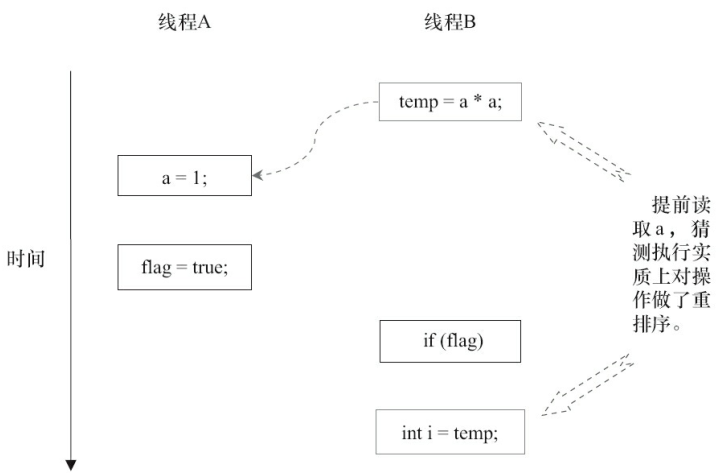 线程A
线程B
temp = a * a;
a = 1;
时间
flag = true;
提前读
取a，猜
测执行实
质上对操
作做了重
排序。
if (flag)
int i = temp;